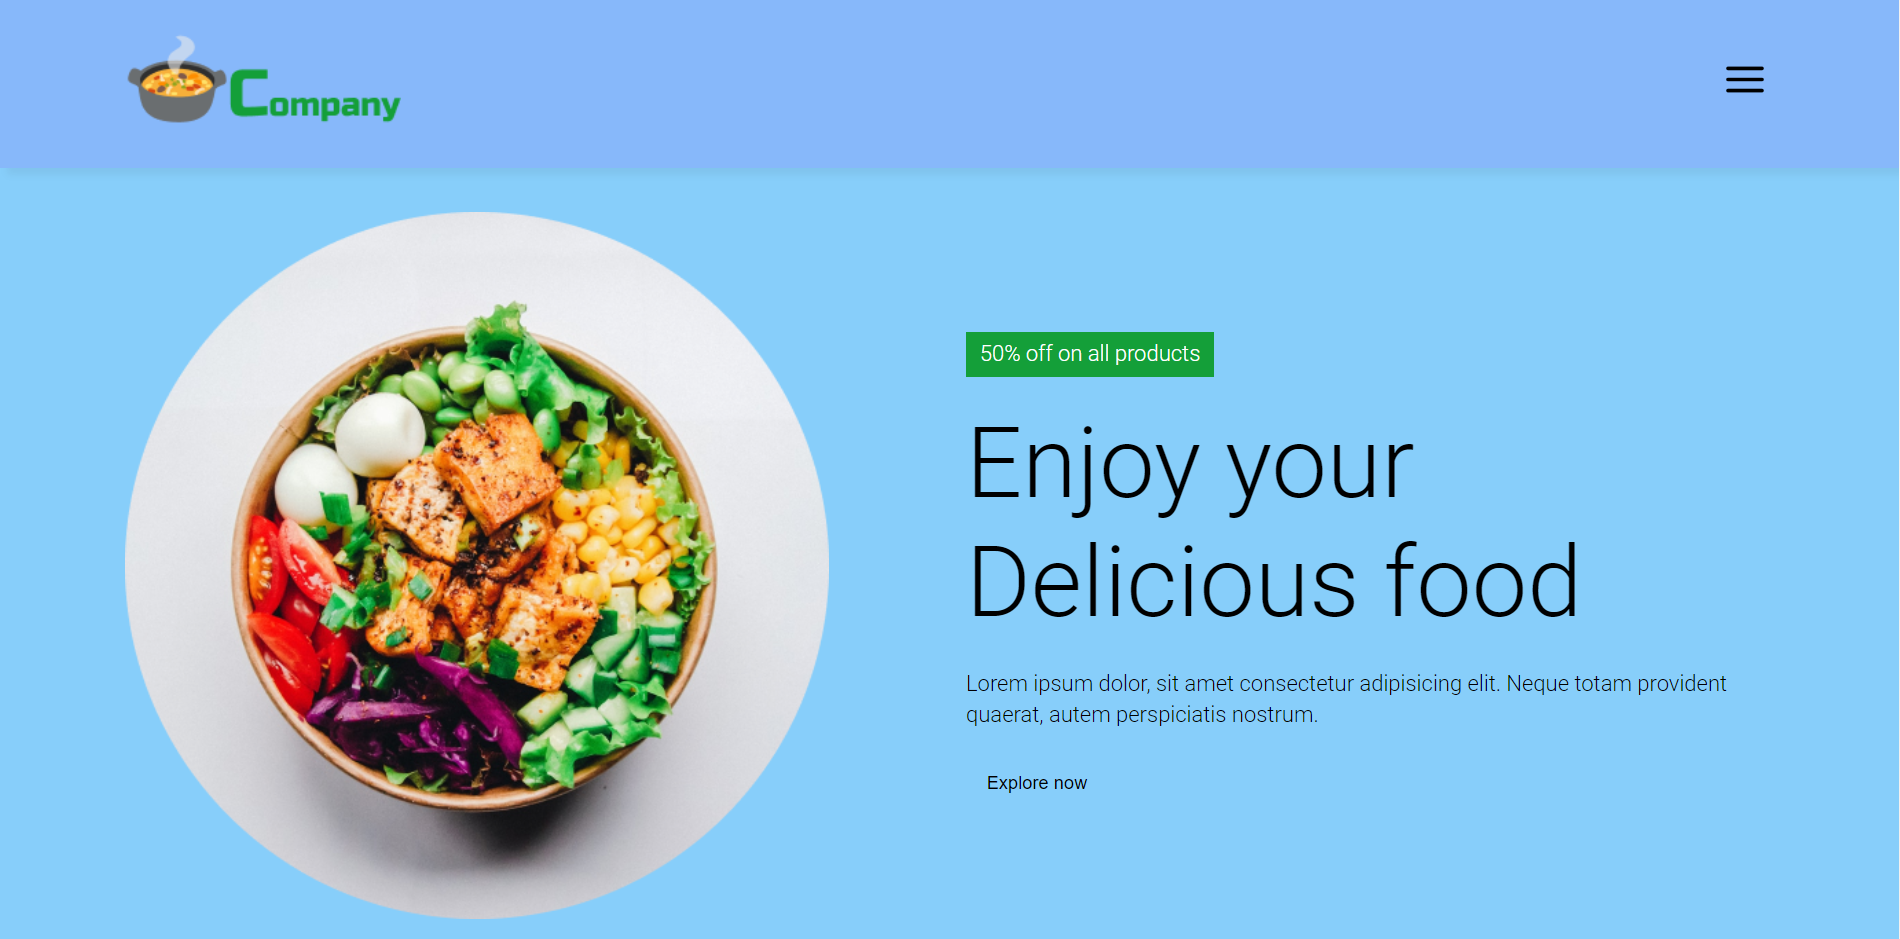 Company
50% off on all products
Enjoy your
Delicious food
Lorem ipsum dolor, sit amet consectetur adipisicing elit. Neque totam provident
quaerat, autem perspiciatis nostrum.
Explore now